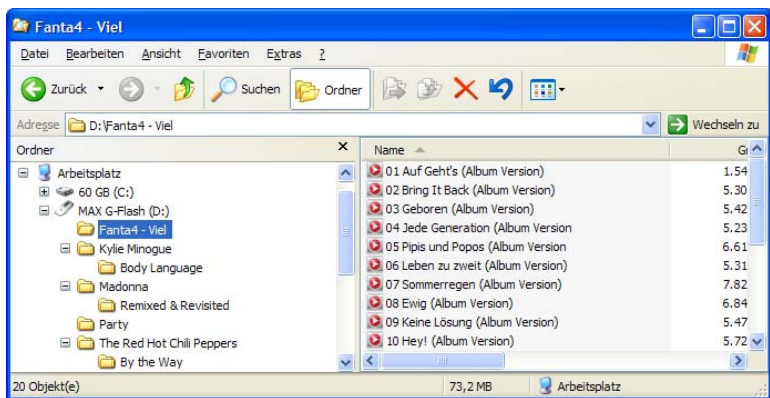 Fanta4 - Viel
Datei Bearbeiten Ansicht Favoriten Extras ?
Zurück Suchen Ordner
Adresse D:\Fanta4 - Viel Wechseln zu
Ordner x
Arbeitsplatz
60 GB (C:)
MAX G-Flash (D:)
Fanta4 - Viel
Kylie Minogue
Body Language
Madonna
Remixed & Revisited
Party
The Red Hot Chili Peppers
By the Way
Name Gr
01 Auf Geht's (Album Version) 1.54
02 Bring It Back (Album Version) 5.30
03 Geboren (Album Version) 5.42
04 Jede Generation (Album Version 5.23
05 Pipis und Popos (Album Version 6.61
06 Leben zu zweit (Album Version) 5.31
07 Sommerregen (Album Version) 7.82
08 Ewig (Album Version) 6.84
09 Keine Lösung (Album Version) 5.47
10 Hey! (Album Version) 5.72
20 Objekt(e) 73,2 MB Arbeitsplatz